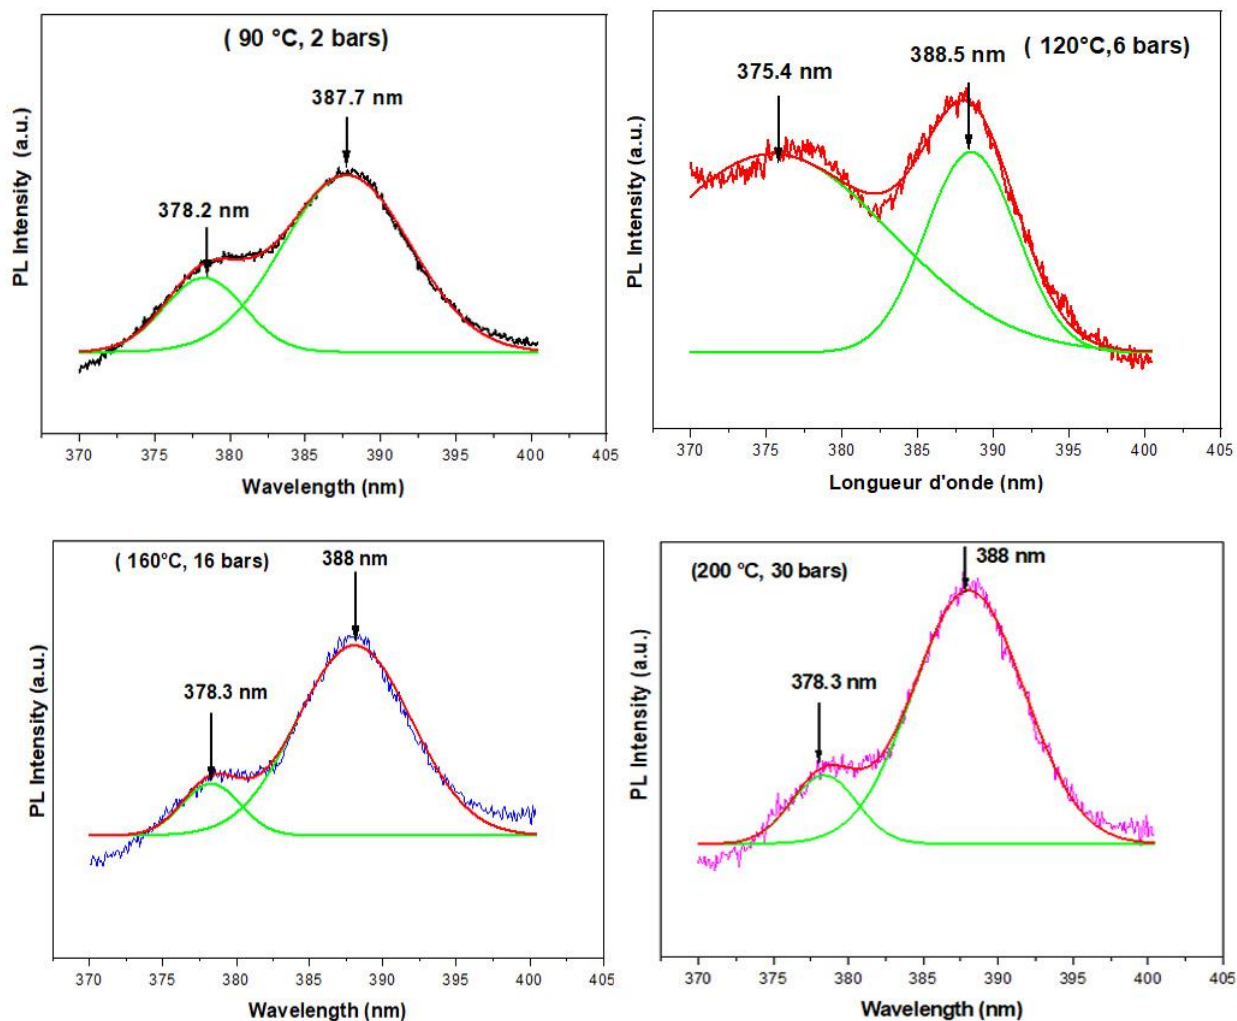 ( 90 °C, 2 bars)
387.7 nm
378.2 nm
PL Intensity (a.u.)
370 375 380 385 390 395 400 405
Wavelength (nm)
( 120°C,6 bars)
388.5 nm
375.4 nm
PL Intensity (a.u.)
370 375 380 385 390 395 400 405
Longueur d'onde (nm)
( 160°C, 16 bars)
388 nm
378.3 nm
PL Intensity (a.u.)
370 375 380 385 390 395 400 405
Wavelength (nm)
(200 °C, 30 bars)
388 nm
378.3 nm
PL Intensity (a.u.)
370 375 380 385 390 395 400 405
Wavelength (nm)